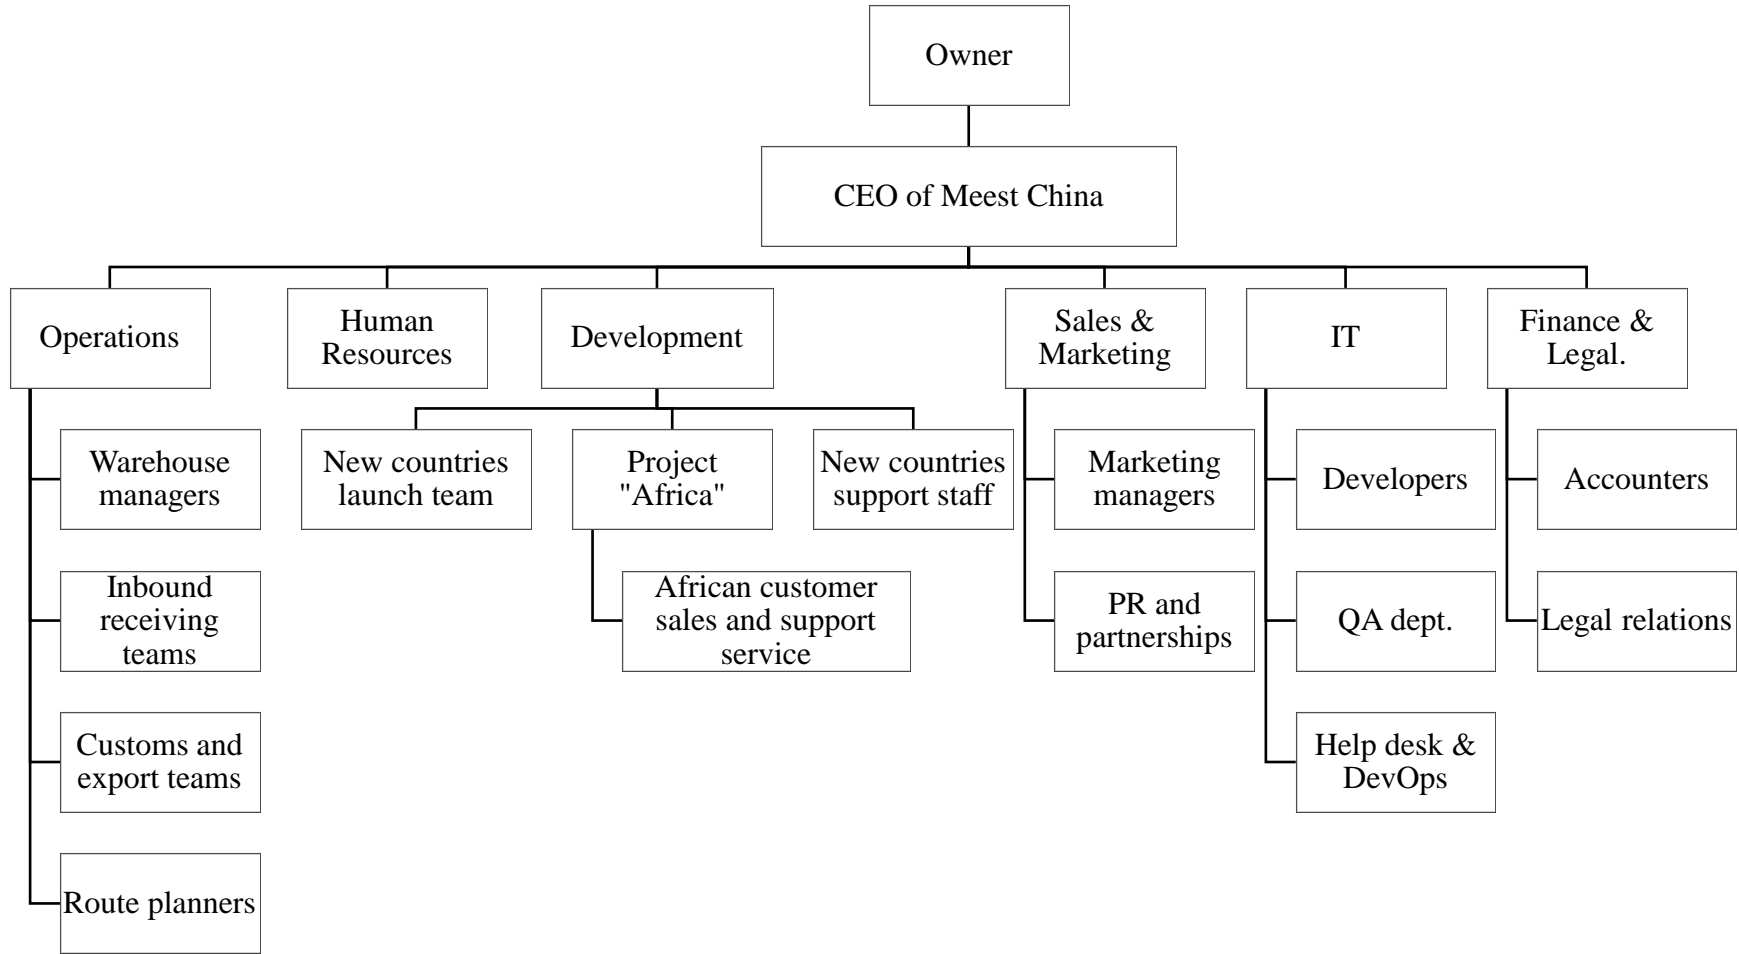 Owner
CEO of Meest China
Operations
Human
Resources
Development
Sales &
Marketing
IT
Finance &
Legal.
Warehouse
managers
New countries
launch team
Project
"Africa"
New countries
support staff
Marketing
managers
Developers
Accounters
Inbound
receiving
teams
African customer
sales and support
service
PR and
partnerships
QA dept.
Legal relations
Customs and
export teams
Help desk &
DevOps
Route planners